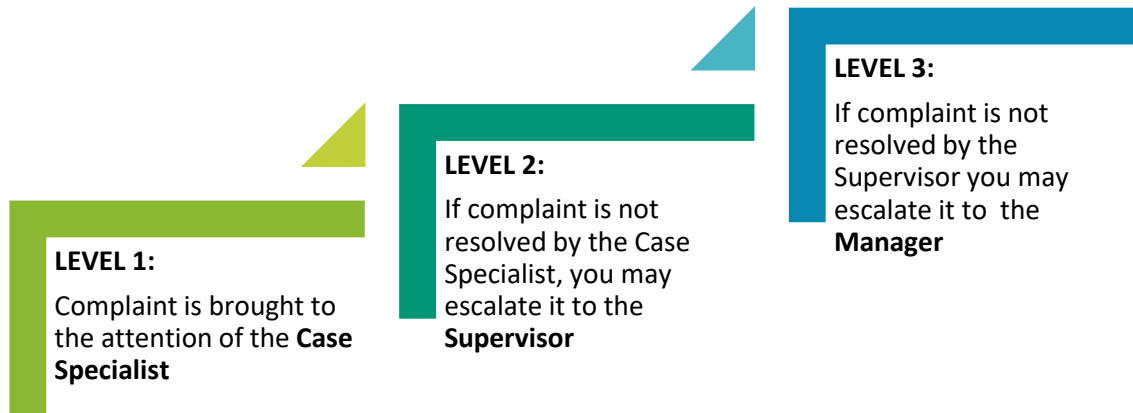 LEVEL 1:
Complaint is brought to
the attention of the Case
Specialist
LEVEL 2:
If complaint is not
resolved by the Case
Specialist, you may
escalate it to the
Supervisor
LEVEL 3:
If complaint is not
resolved by the
Supervisor you may
escalate it to  the
Manager